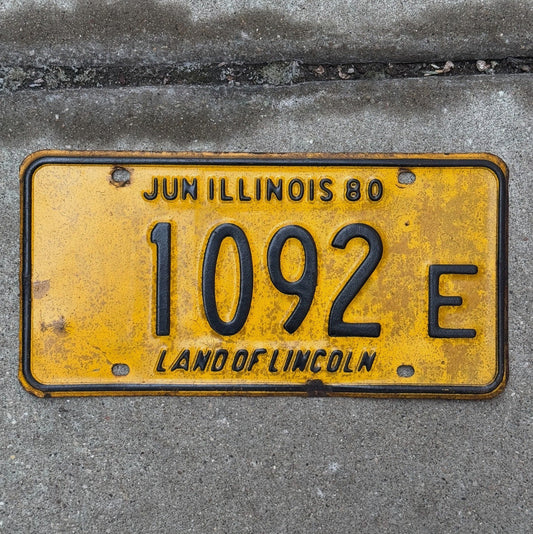 JUN ILLINOIS 80
1092 E
LAND OF LINCOLN